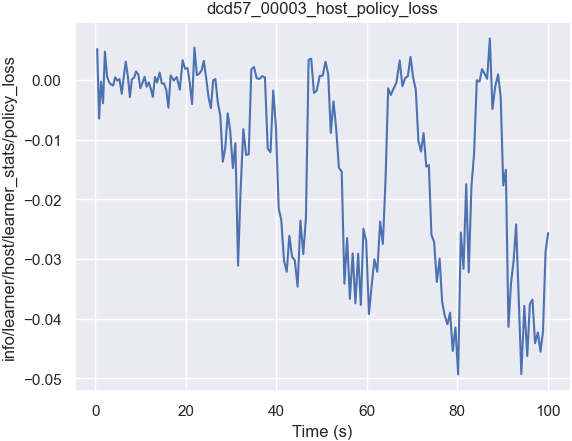 dcd57_00003_host_policy_loss
info/learner/host/learner_stats/policy_loss
0.00
−0.01
−0.02
−0.03
−0.04
−0.05
0 20 40 60 80 100
Time (s)